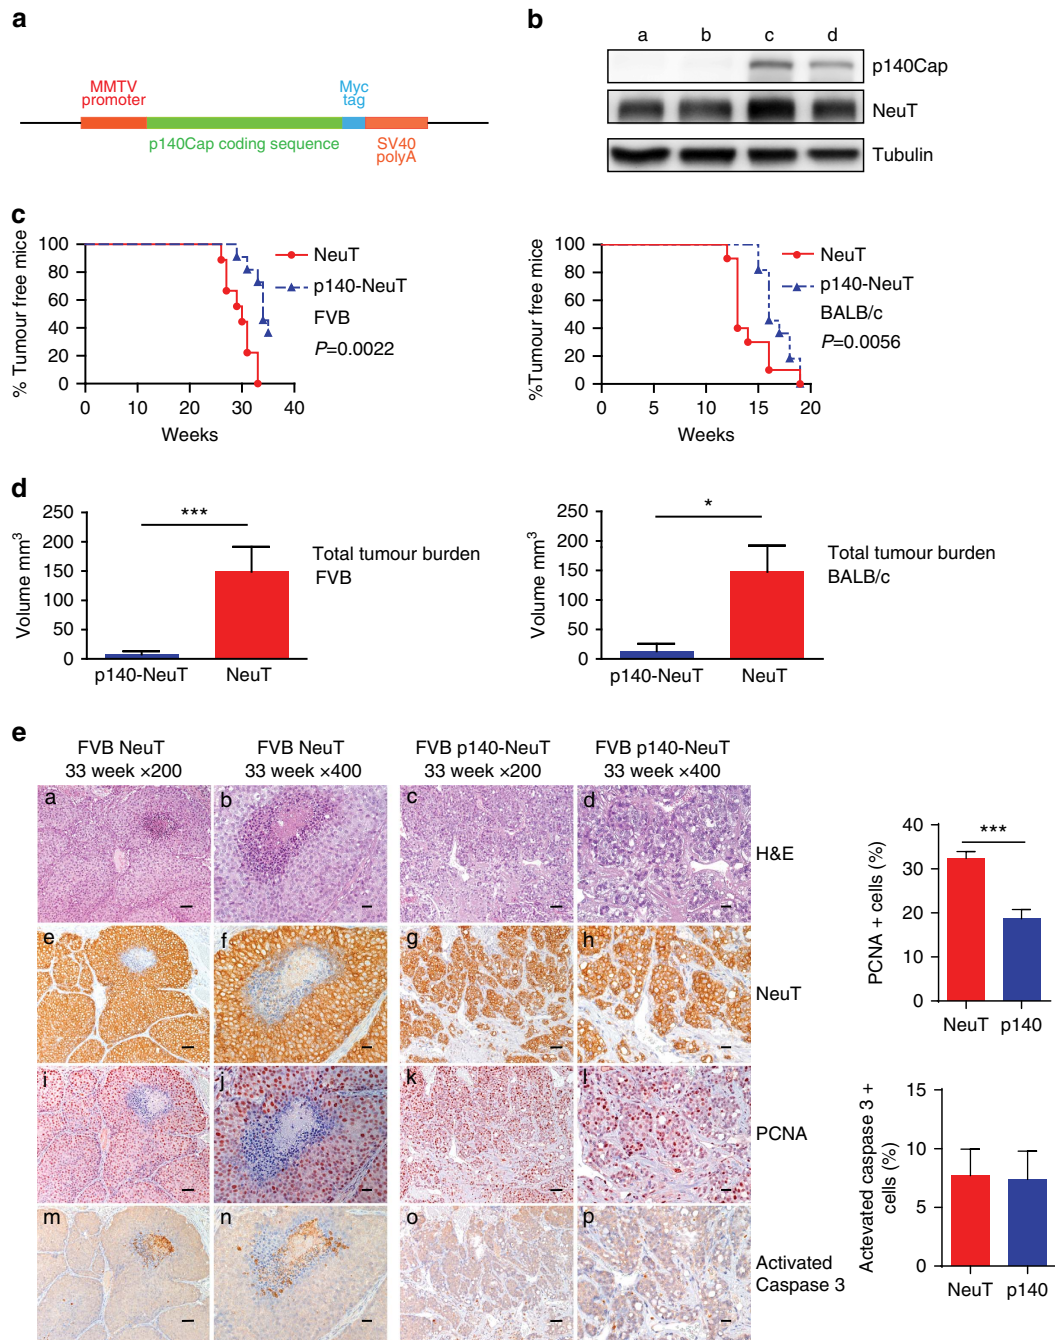 a
MMTV promoter
Myc tag
p140Cap coding sequence
SV40 polyA
b
a b c d
p140Cap
NeuT
Tubulin
c
% Tumour free mice
100
80
60
40
20
0
0 10 20 30 40
Weeks
NeuT
p140-NeuT
FVB
P=0.0022
%Tumour free mice
100
80
60
40
20
0
0 5 10 15 20
Weeks
NeuT
p140-NeuT
BALB/c
P=0.0056
d
Volume mm³
250
200
150
100
50
0
***
p140-NeuT NeuT
Total tumour burden
FVB
Volume mm³
250
200
150
100
50
0
*
p140-NeuT NeuT
Total tumour burden
BALB/c
e
FVB NeuT
33 week ×200
FVB NeuT
33 week ×400
FVB p140-NeuT
33 week ×200
FVB p140-NeuT
33 week ×400
a b c d
H&E
e f g h
NeuT
i j k l
PCNA
m n o p
Activated
Caspase 3
PCNA + cells (%)
40
30
20
10
0
***
NeuT p140
Actevated caspase 3 +
cells (%)
15
10
5
0
NeuT p140